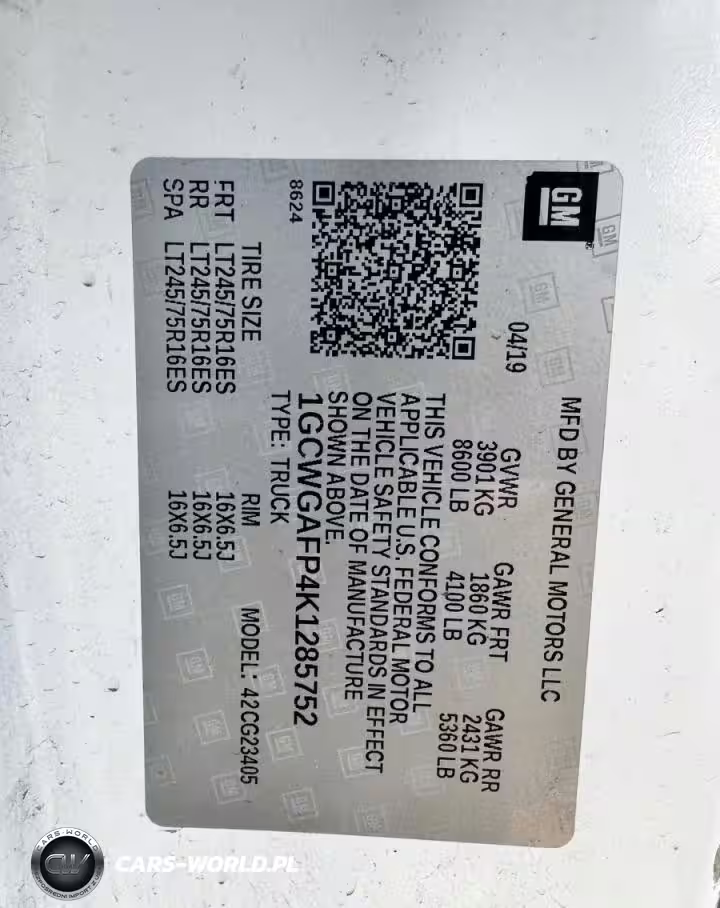 GM
MFD BY GENERAL MOTORS LLC
04/19
GVWR GAWR FRT GAWR RR
3901 KG 1860 KG 2431 KG
8600 LB 4100 LB 5360 LB
THIS VEHICLE CONFORMS TO ALL
APPLICABLE U.S. FEDERAL MOTOR
VEHICLE SAFETY STANDARDS IN EFFECT
ON THE DATE OF MANUFACTURE
SHOWN ABOVE.
1GCWGAFP4K1285752
8624
TYPE: TRUCK
MODEL: 42CG23405
TIRE SIZE RIM
FRT LT245/75R16ES 16X6.5J
RR LT245/75R16ES 16X6.5J
SPA LT245/75R16ES 16X6.5J
CARS-WORLD
CW
CARS-WORLD.PL